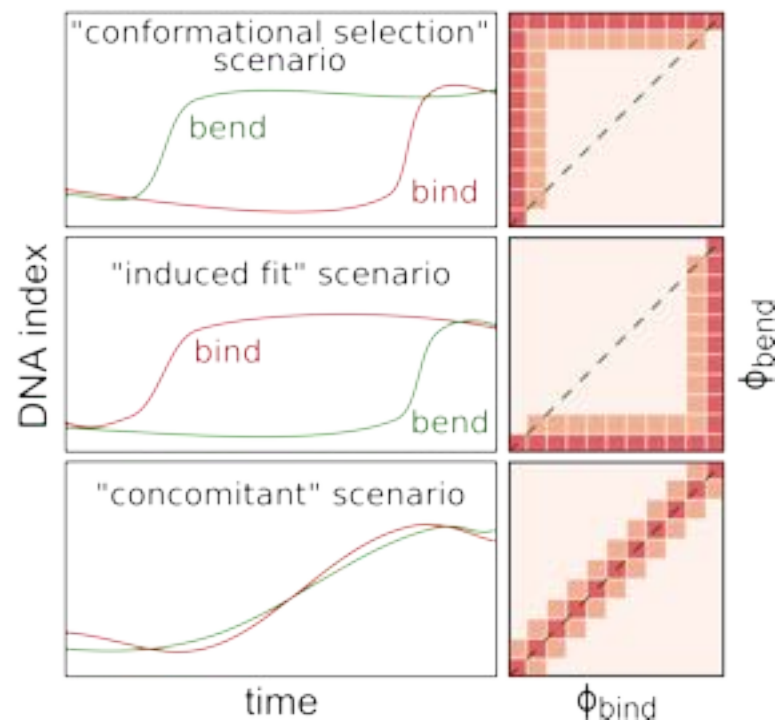 "conformational selection"
scenario
bend
bind
"induced fit" scenario
bind
bend
"concomitant" scenario
DNA index
time
ϕbend
ϕbind